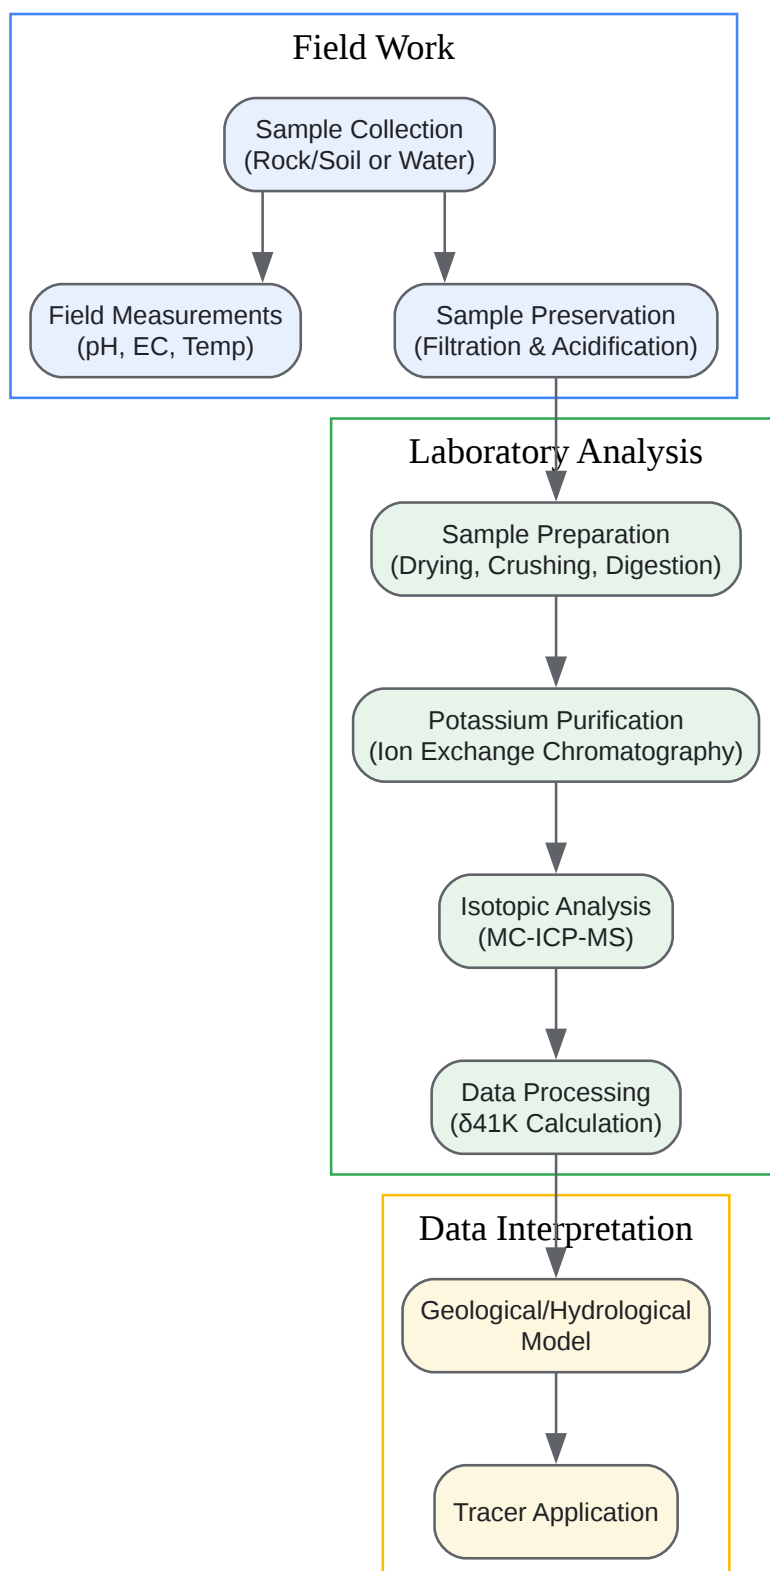 Field Work
Sample Collection
(Rock/Soil or Water)
Field Measurements
(pH, EC, Temp)
Sample Preservation
(Filtration & Acidification)
Laboratory Analysis
Sample Preparation
(Drying, Crushing, Digestion)
Potassium Purification
(Ion Exchange Chromatography)
Isotopic Analysis
(MC-ICP-MS)
Data Processing
(δ41K Calculation)
Data Interpretation
Geological/Hydrological
Model
Tracer Application